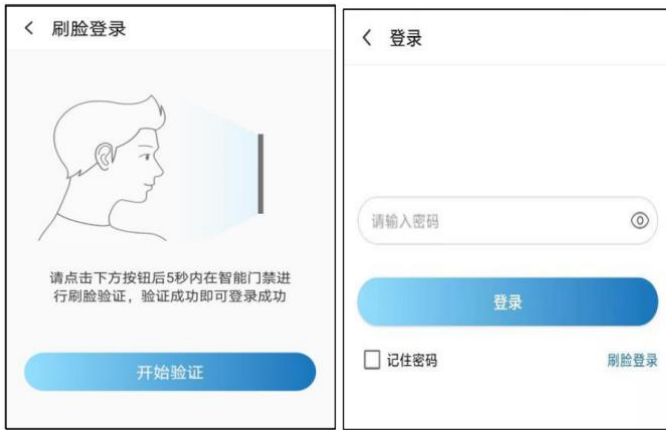 刷脸登录
请点击下方按钮后5秒内在智能门禁进
行刷脸验证，验证成功即可登录成功
开始验证
登录
请输入密码
登录
记住密码
刷脸登录